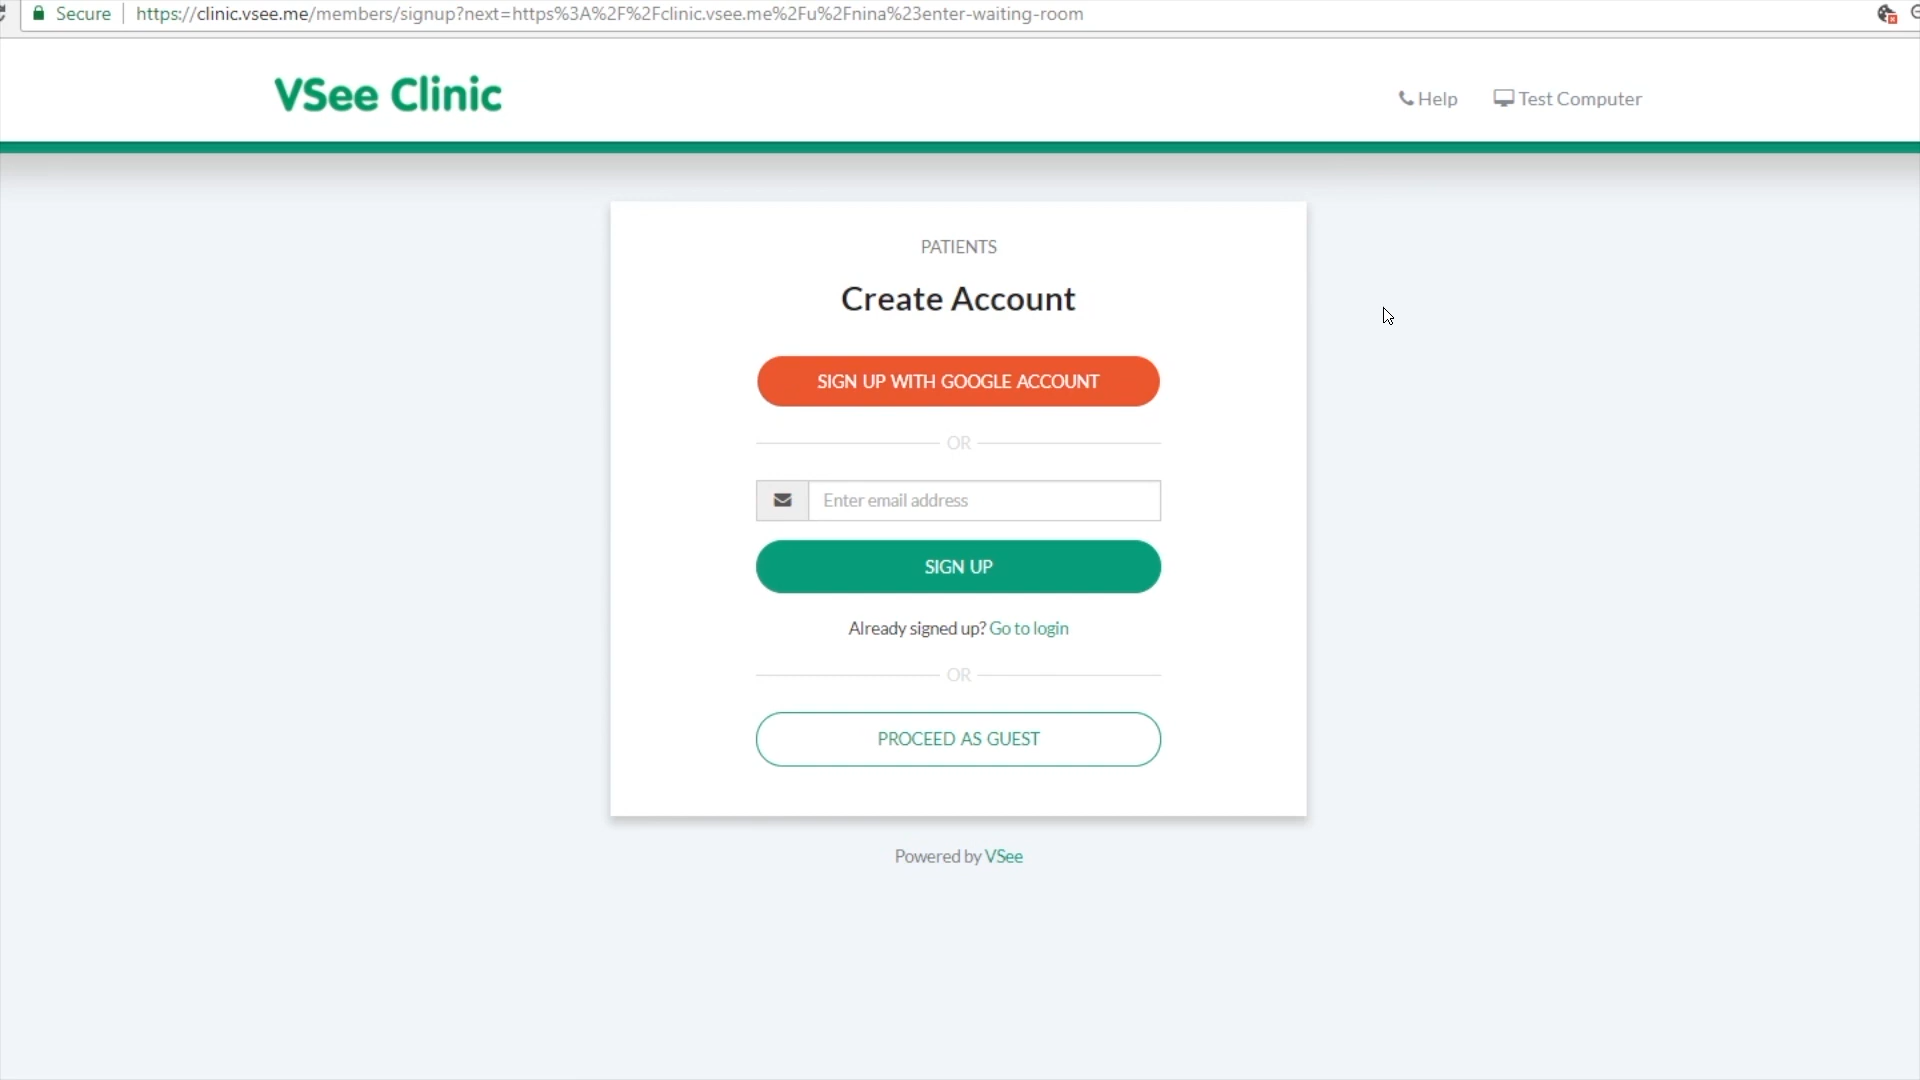 Secure https://clinic.vsee.me/members/signup?next=https%3A%2F%2Fclinic.vsee.me%2Fu%2Fnina%23enter-waiting-room
VSee Clinic
Help Test Computer
PATIENTS
Create Account
SIGN UP WITH GOOGLE ACCOUNT
OR
Enter email address
SIGN UP
Already signed up? Go to login
OR
PROCEED AS GUEST
Powered by VSee